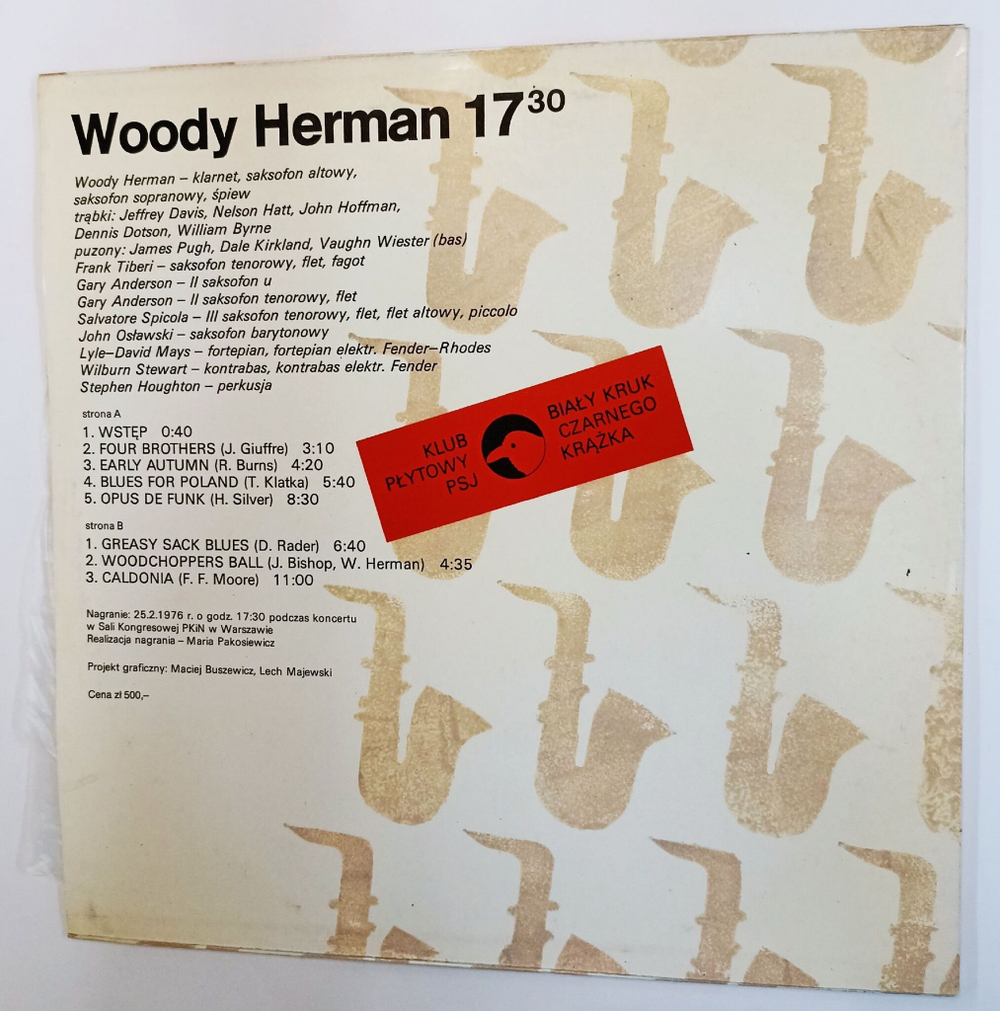 Woody Herman 17³⁰
Woody Herman – klarnet, saksofon altowy,
saksofon sopranowy, śpiew
trąbki: Jeffrey Davis, Nelson Hatt, John Hoffman,
Dennis Dotson, William Byrne
puzony: James Pugh, Dale Kirkland, Vaughn Wiester (bas)
Frank Tiberi – saksofon tenorowy, flet, fagot
Gary Anderson – II saksofon u
Gary Anderson – II saksofon tenorowy, flet
Salvatore Spicola – III saksofon tenorowy, flet, flet altowy, piccolo
John Osławski – saksofon barytonowy
Lyle–David Mays – fortepian, fortepian elektr. Fender–Rhodes
Wilburn Stewart – kontrabas, kontrabas elektr. Fender
Stephen Houghton – perkusja
strona A
1. WSTĘP 0:40
2. FOUR BROTHERS (J. Giuffre) 3:10
3. EARLY AUTUMN (R. Burns) 4:20
4. BLUES FOR POLAND (T. Klatka) 5:40
5. OPUS DE FUNK (H. Silver) 8:30
strona B
1. GREASY SACK BLUES (D. Rader) 6:40
2. WOODCHOPPERS BALL (J. Bishop, W. Herman) 4:35
3. CALDONIA (F. F. Moore) 11:00
Nagranie: 25.2.1976 r. o godz. 17:30 podczas koncertu
w Sali Kongresowej PKiN w Warszawie
Realizacja nagrania – Maria Pakosiewicz
Projekt graficzny: Maciej Buszewicz, Lech Majewski
Cena zł 500,–
KLUB
PŁYTOWY
PSJ
BIAŁY KRUK
CZARNEGO
KRĄŻKA